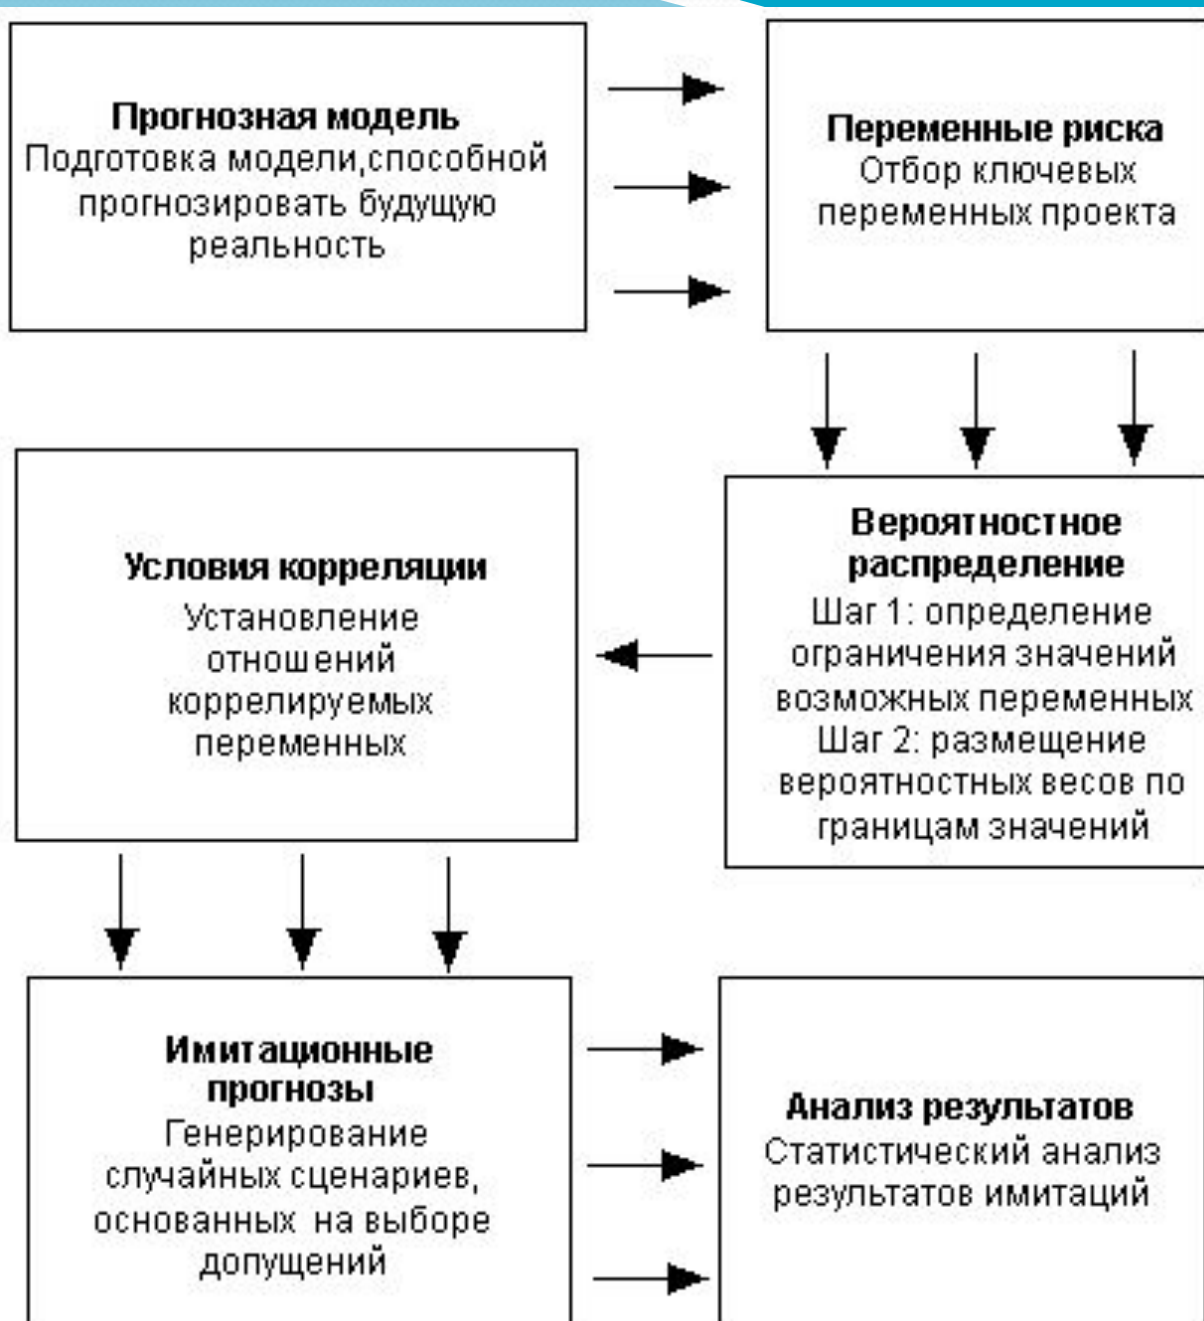 Прогнозная модель
Подготовка модели,способной
прогнозировать будущую
реальность
Переменные риска
Отбор ключевых
переменных проекта
Вероятностное
распределение
Шаг 1: определение
ограничения значений
возможных переменных
Шаг 2: размещение
вероятностных весов по
границам значений
Условия корреляции
Установление
отношений
коррелируемых
переменных
Имитационные
прогнозы
Генерирование
случайных сценариев,
основанных на выборе
допущений
Анализ результатов
Статистический анализ
результатов имитаций